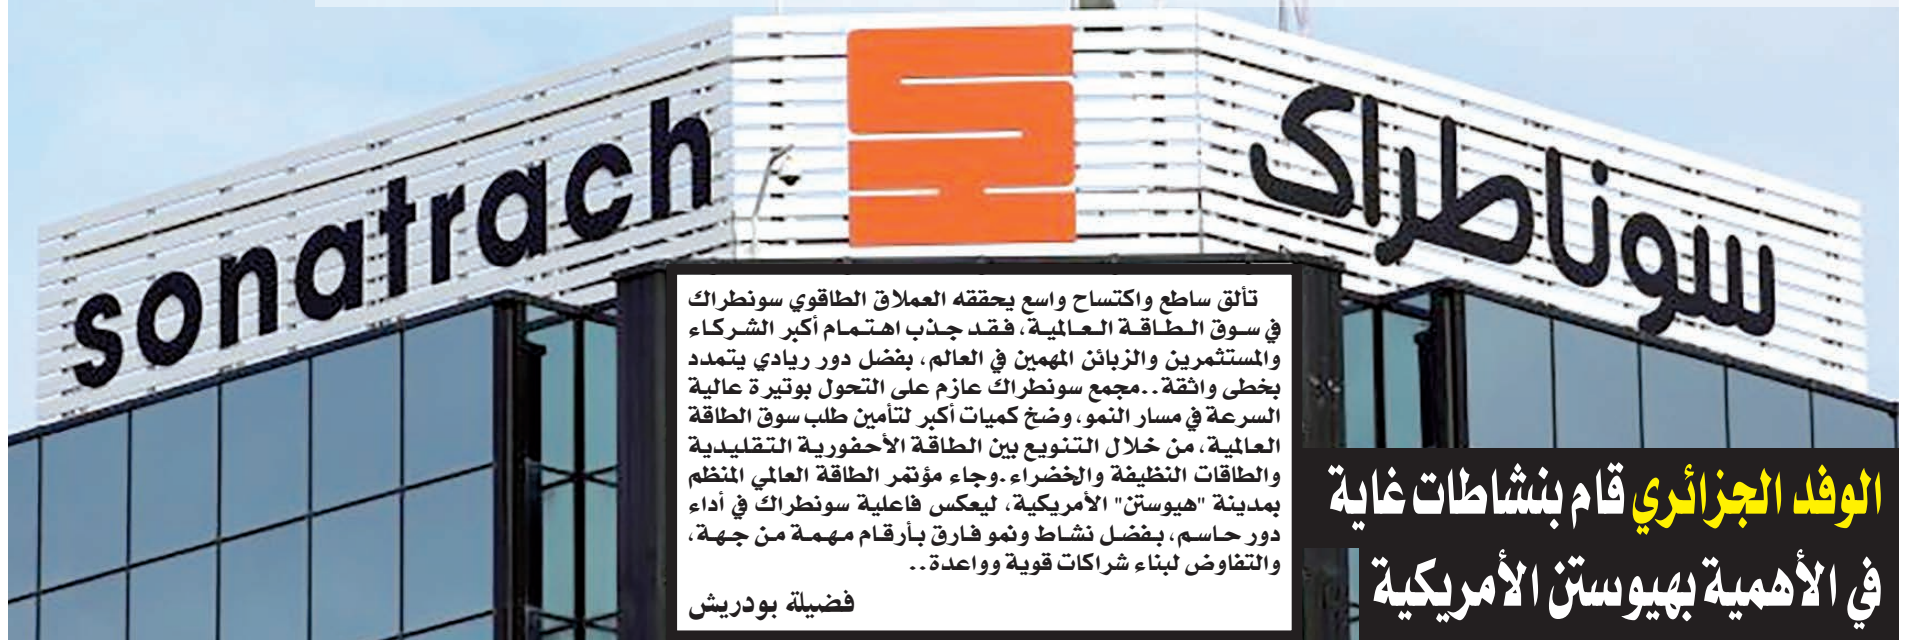 sonatrach
سوناطراك
تألق ساطع واكتساح واسع يحققه العملاق الطاقوي سونطراك
في سوق الطاقة العالمية، فقد جذب اهتمام أكبر الشركاء
والمستثمرين والزبائن المهمين في العالم، بفضل دور ريادي يتمدد
بخطى واثقة..مجمع سونطراك عازم على التحول بوتيرة عالية
السرعة في مسار النمو، وضخ كميات أكبر لتأمين طلب سوق الطاقة
العالمية، من خلال التنويع بين الطاقة الأحفورية التقليدية
والطاقات النظيفة والخضراء.وجاء مؤتمر الطاقة العالمي المنظم
بمدينة "هيوستن" الأمريكية، ليعكس فاعلية سونطراك في أداء
دور حاسم، بفضل نشاط ونمو فارق بأرقام مهمة من جهة،
والتفاوض لبناء شراكات قوية وواعدة..
فضيلة بودريش
الوفد الجزائري قام بنشاطات غاية
في الأهمية بهيوستن الأمريكية